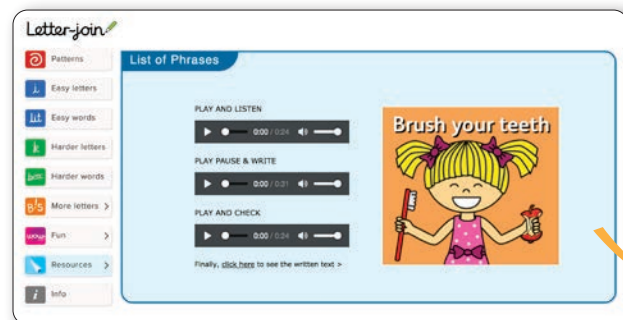 Letter-join
Patterns
Easy letters
Easy words
Harder letters
Harder words
More letters >
Fun >
Resources >
Info
List of Phrases
PLAY AND LISTEN
0:00 / 0:24
PLAY PAUSE & WRITE
0:00 / 0:31
PLAY AND CHECK
0:00 / 0:24
Finally, click here to see the written text >
Brush your teeth